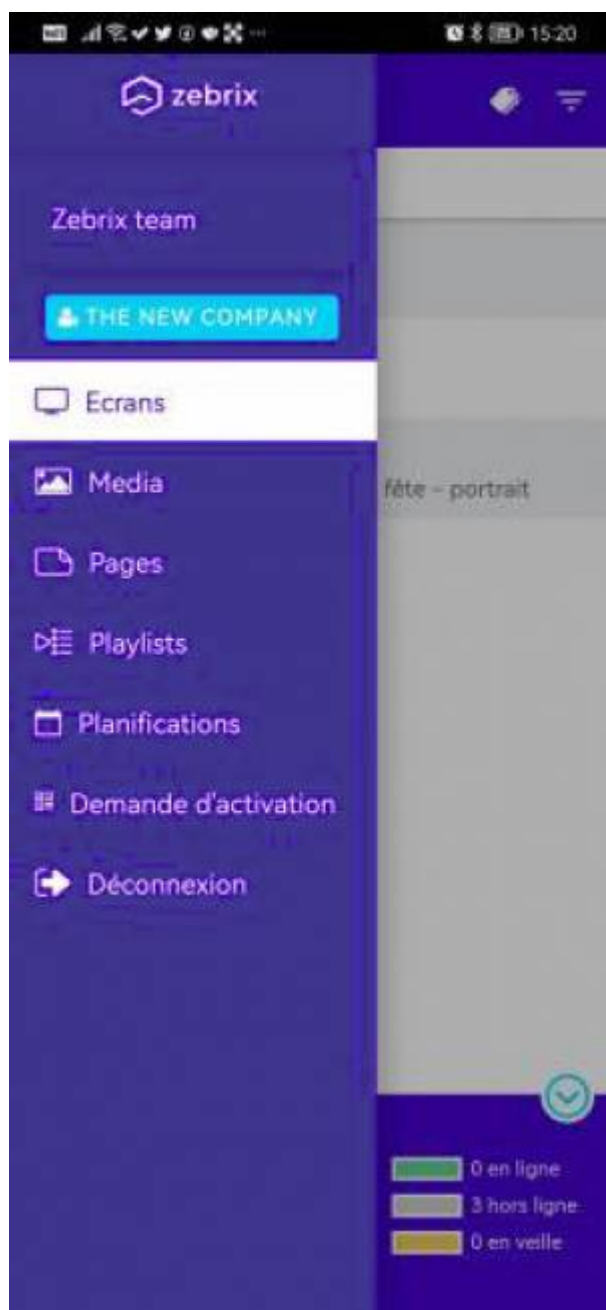 15:20
zebrix
Zebrix team
THE NEW COMPANY
Ecrans
Media
fête - portrait
Pages
Playlists
Planifications
Demande d'activation
Déconnexion
0 en ligne
3 hors ligne
0 en veille